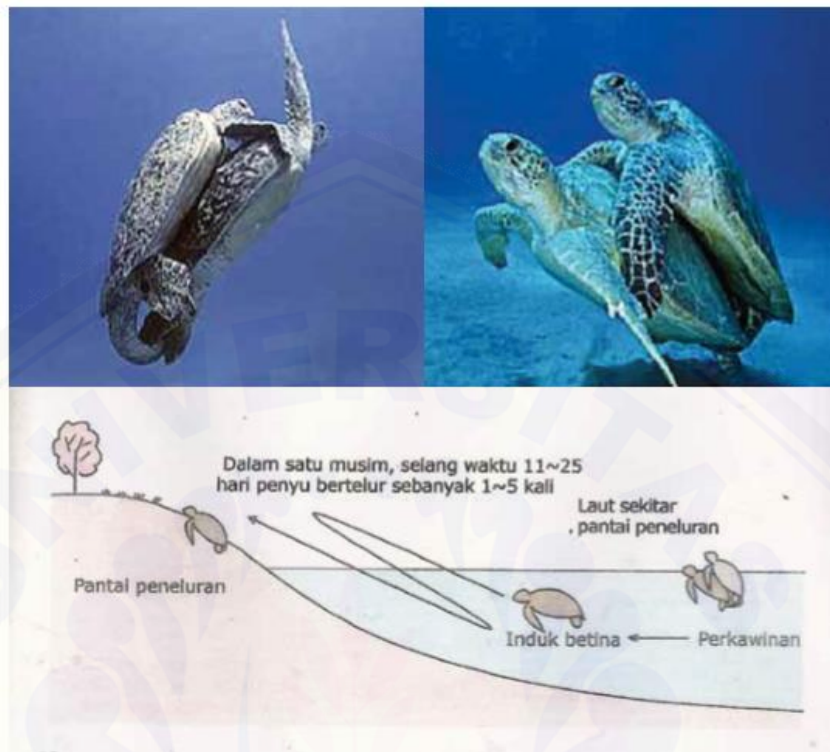 Dalam satu musim, selang waktu 11~25
hari penyu bertelur sebanyak 1~5 kali
Laut sekitar
pantai peneluran
Pantai peneluran
Induk betina
Perkawinan
UNIVERSITAS